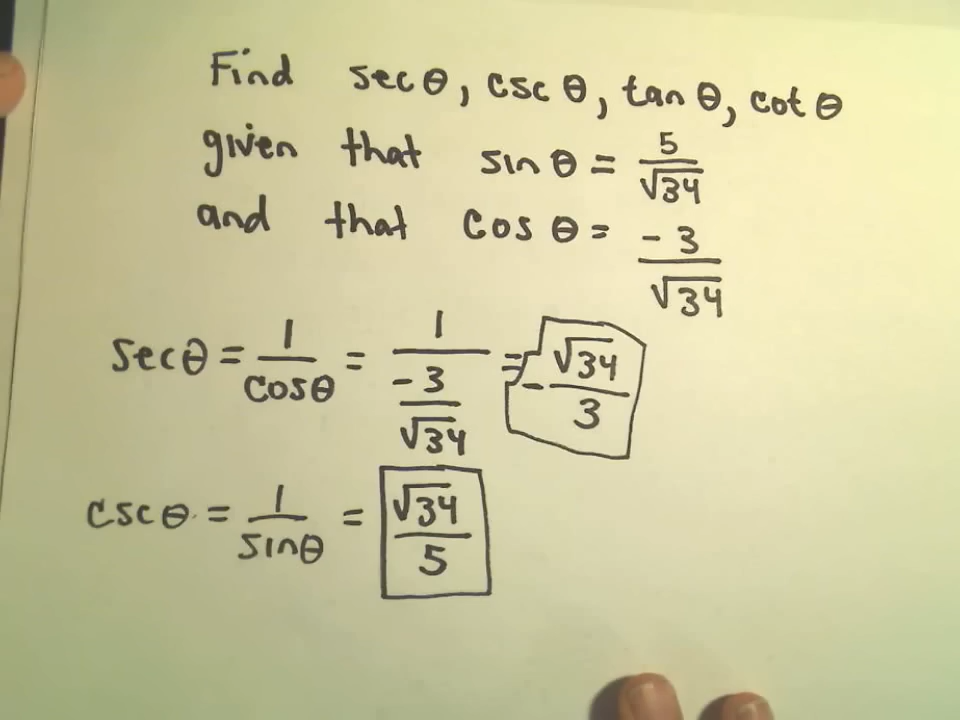 Find secθ, cscθ, tanθ, cotθ
given that sinθ = 5/√34
and that cosθ = -3/√34
secθ = 1/cosθ = 1/(-3/√34) = -√34/3
cscθ = 1/sinθ = √34/5